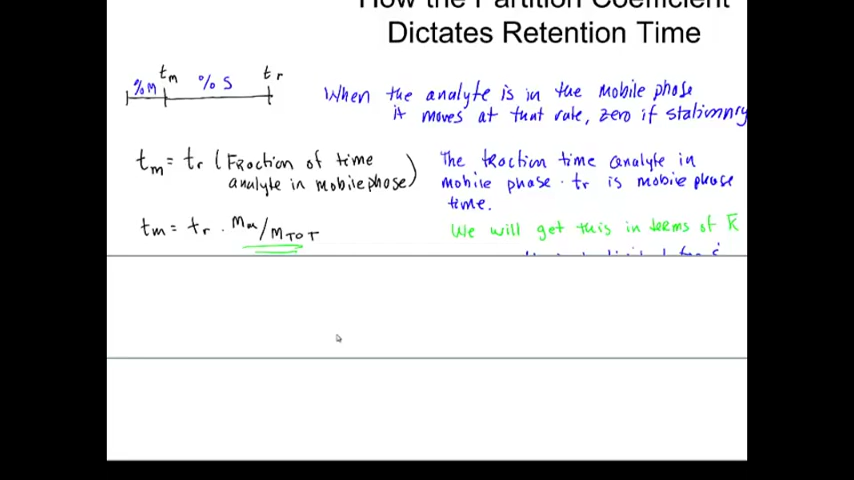 How the Partition Coefficient
Dictates Retention Time
tm tr
%M %S
When the analyte is in the mobile phase
it moves at that rate, zero if stationary
tm = tr (Fraction of time
analyte in mobile phase)
The fraction time analyte in
mobile phase · tr is mobile phase
time.
tm = tr · Mm/MTOT
We will get this in terms of K